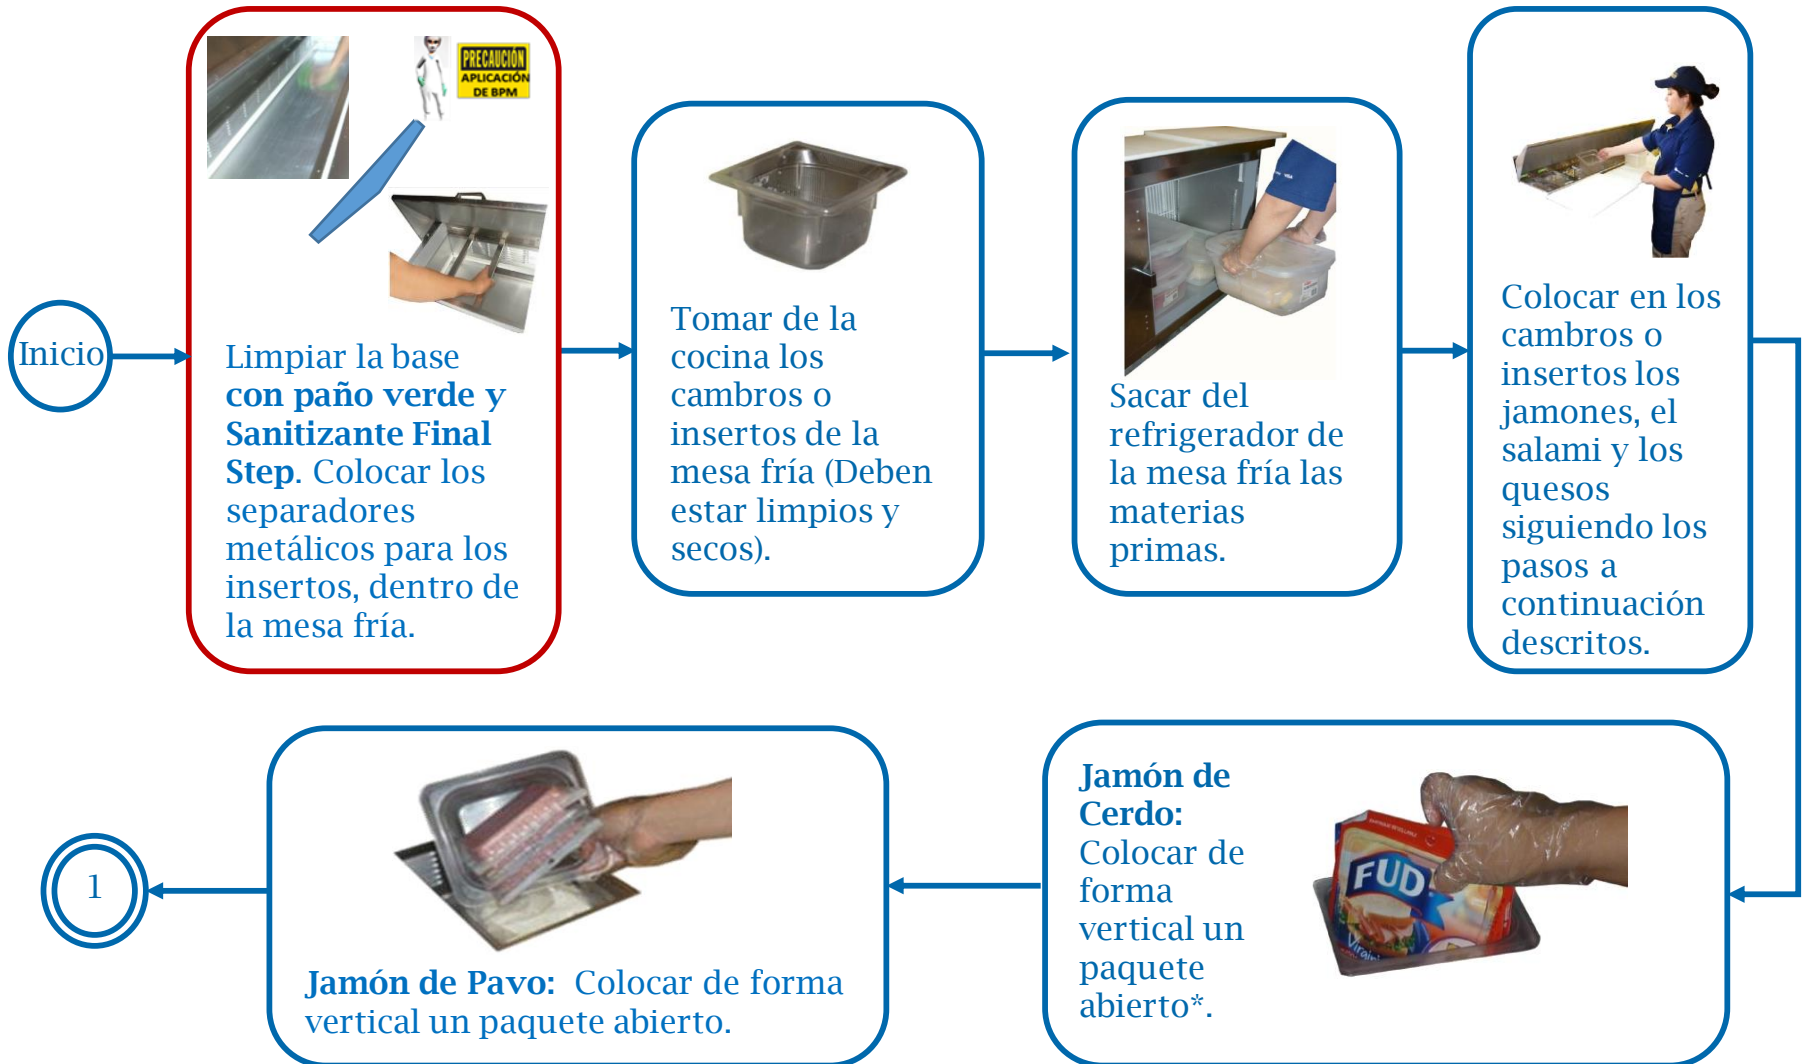 PRECAUCIÓN
APLICACIÓN
DE BPM
Inicio
Limpiar la base
con paño verde y
Sanitizante Final
Step. Colocar los
separadores
metálicos para los
insertos, dentro de
la mesa fría.
Tomar de la
cocina los
cambros o
insertos de la
mesa fría (Deben
estar limpios y
secos).
Sacar del
refrigerador de
la mesa fría las
materias
primas.
Colocar en los
cambros o
insertos los
jamones, el
salami y los
quesos
siguiendo los
pasos a
continuación
descritos.
Jamón de
Cerdo:
Colocar de
forma
vertical un
paquete
abierto*.
FUD
Jamón de Pavo: Colocar de forma
vertical un paquete abierto.
1